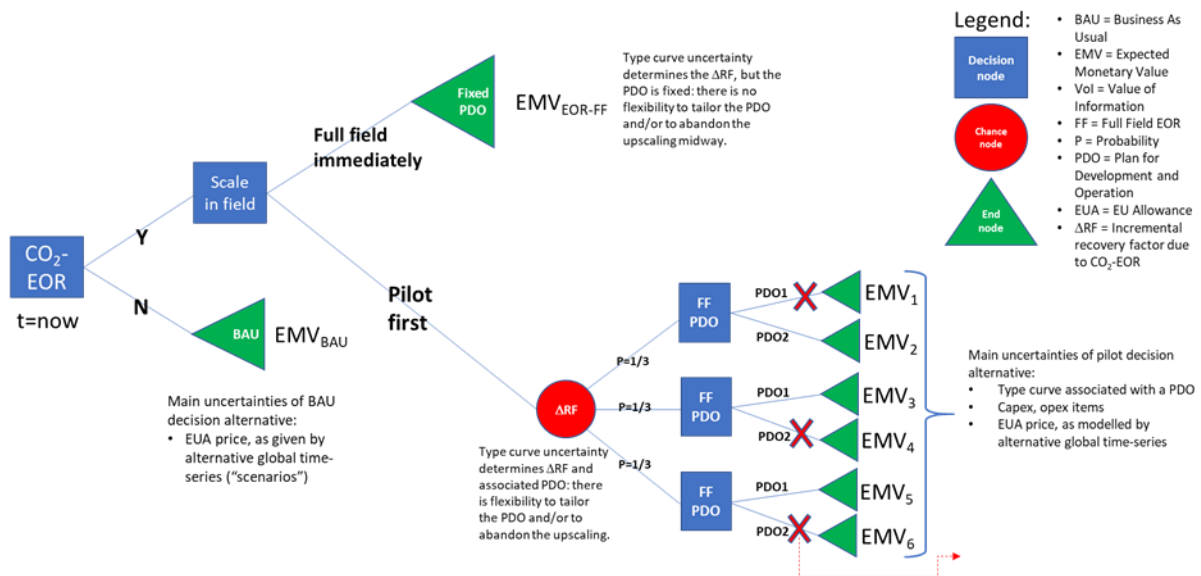 CO₂-
EOR
t=now
Y
N
BAU
EMV_BAU
Main uncertainties of BAU
decision alternative:
• EUA price, as given by
alternative global time-
series (“scenarios”)
Scale
in field
Full field
immediately
Fixed
PDO
EMV_EOR-FF
Type curve uncertainty
determines the ΔRF, but the
PDO is fixed: there is no
flexibility to tailor the PDO
and/or to abandon the
upscaling midway.
Pilot
first
ΔRF
Type curve uncertainty
determines ΔRF and
associated PDO: there
is flexibility to tailor
the PDO and/or to
abandon the upscaling.
P=1/3
P=1/3
P=1/3
FF
PDO
PDO1
EMV₁
PDO2
EMV₂
FF
PDO
PDO1
EMV₃
PDO2
EMV₄
FF
PDO
PDO1
EMV₅
PDO2
EMV₆
Main uncertainties of pilot decision
alternative:
• Type curve associated with a PDO
• Capex, opex items
• EUA price, as modelled by
alternative global time-series
Legend:
Decision
node
Chance
node
End
node
• BAU = Business As
Usual
• EMV = Expected
Monetary Value
• VoI = Value of
Information
• FF = Full Field EOR
• P = Probability
• PDO = Plan for
Development and
Operation
• EUA = EU Allowance
• ΔRF = Incremental
recovery factor due
to CO₂-EOR